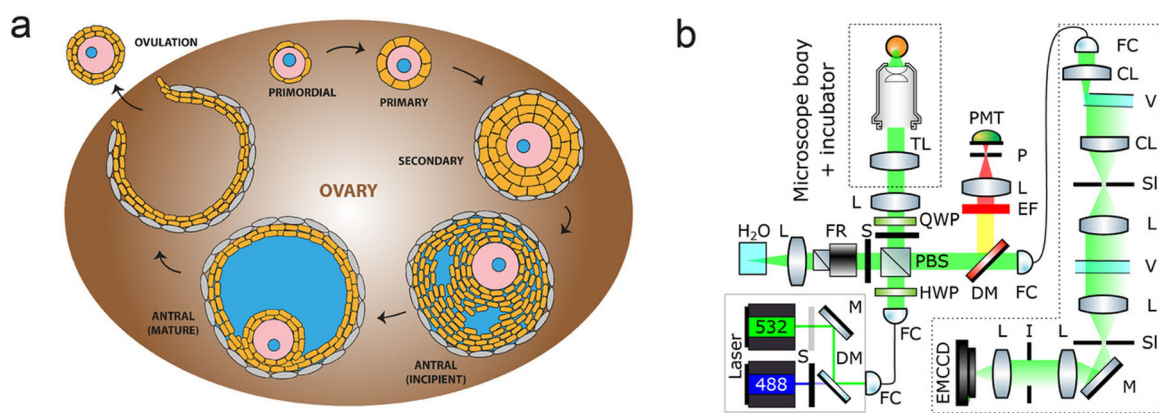 a
OVULATION
PRIMORDIAL
PRIMARY
SECONDARY
OVARY
ANTRAL
(MATURE)
ANTRAL
(INCIPIENT)
b
Microscope body
+ incubator
TL
L
QWP
H2O
L
FR
S
PBS
HWP
FC
PMT
P
L
EF
DM
FC
Laser
532
488
M
S
DM
FC
FC
CL
V
CL
SI
L
V
L
SI
M
EMCCD
L
I
L